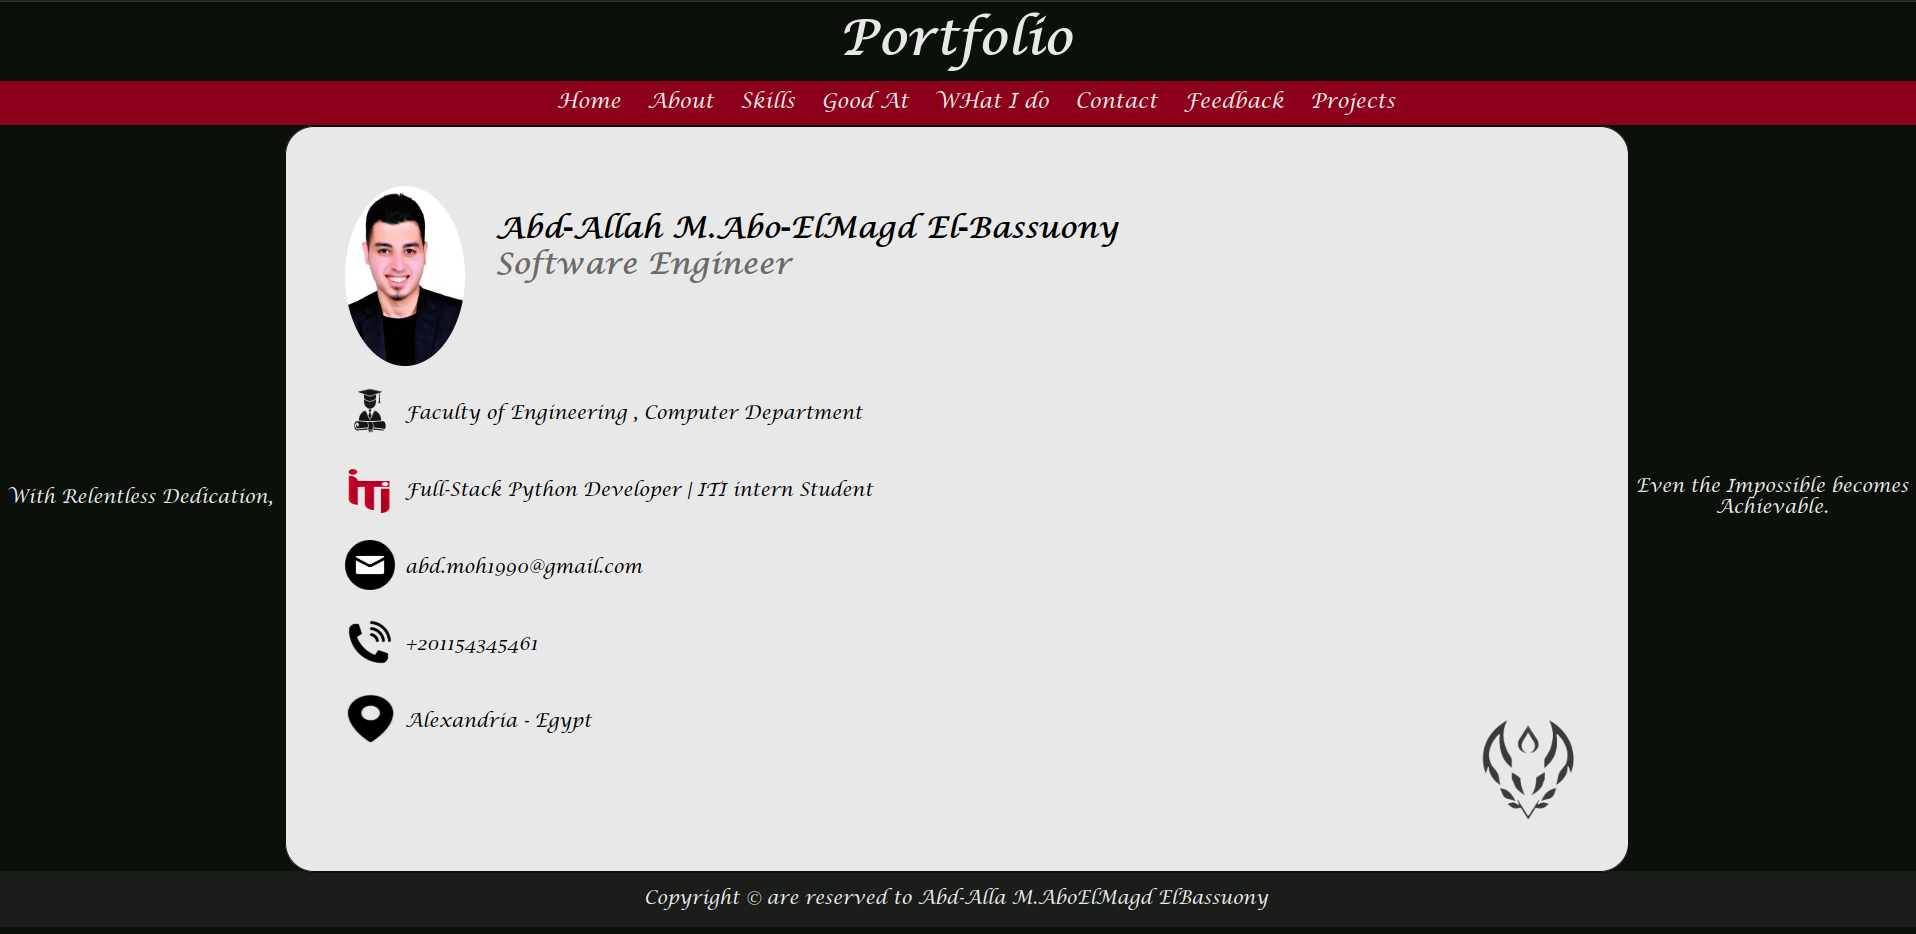 Portfolio
Home About Skills Good At WHat I do Contact Feedback Projects
Abd-Allah M.Abo-ElMagd El-Bassuony
Software Engineer
Faculty of Engineering , Computer Department
iTi
Full-Stack Python Developer | ITI intern Student
abd.moh1990@gmail.com
+201154345461
Alexandria - Egypt
With Relentless Dedication,
Even the Impossible becomes
Achievable.
Copyright © are reserved to Abd-Alla M.AboElMagd ElBassuony